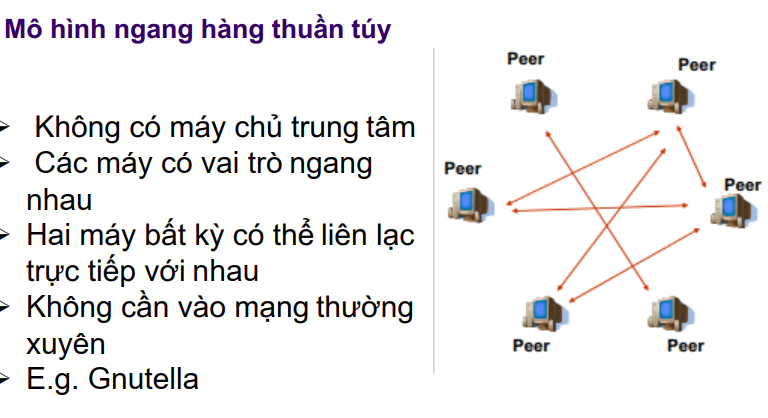 Mô hình ngang hàng thuần túy
➢ Không có máy chủ trung tâm
➢ Các máy có vai trò ngang
nhau
➢ Hai máy bất kỳ có thể liên lạc
trực tiếp với nhau
➢ Không cần vào mạng thường
xuyên
➢ E.g. Gnutella
Peer
Peer
Peer
Peer
Peer
Peer